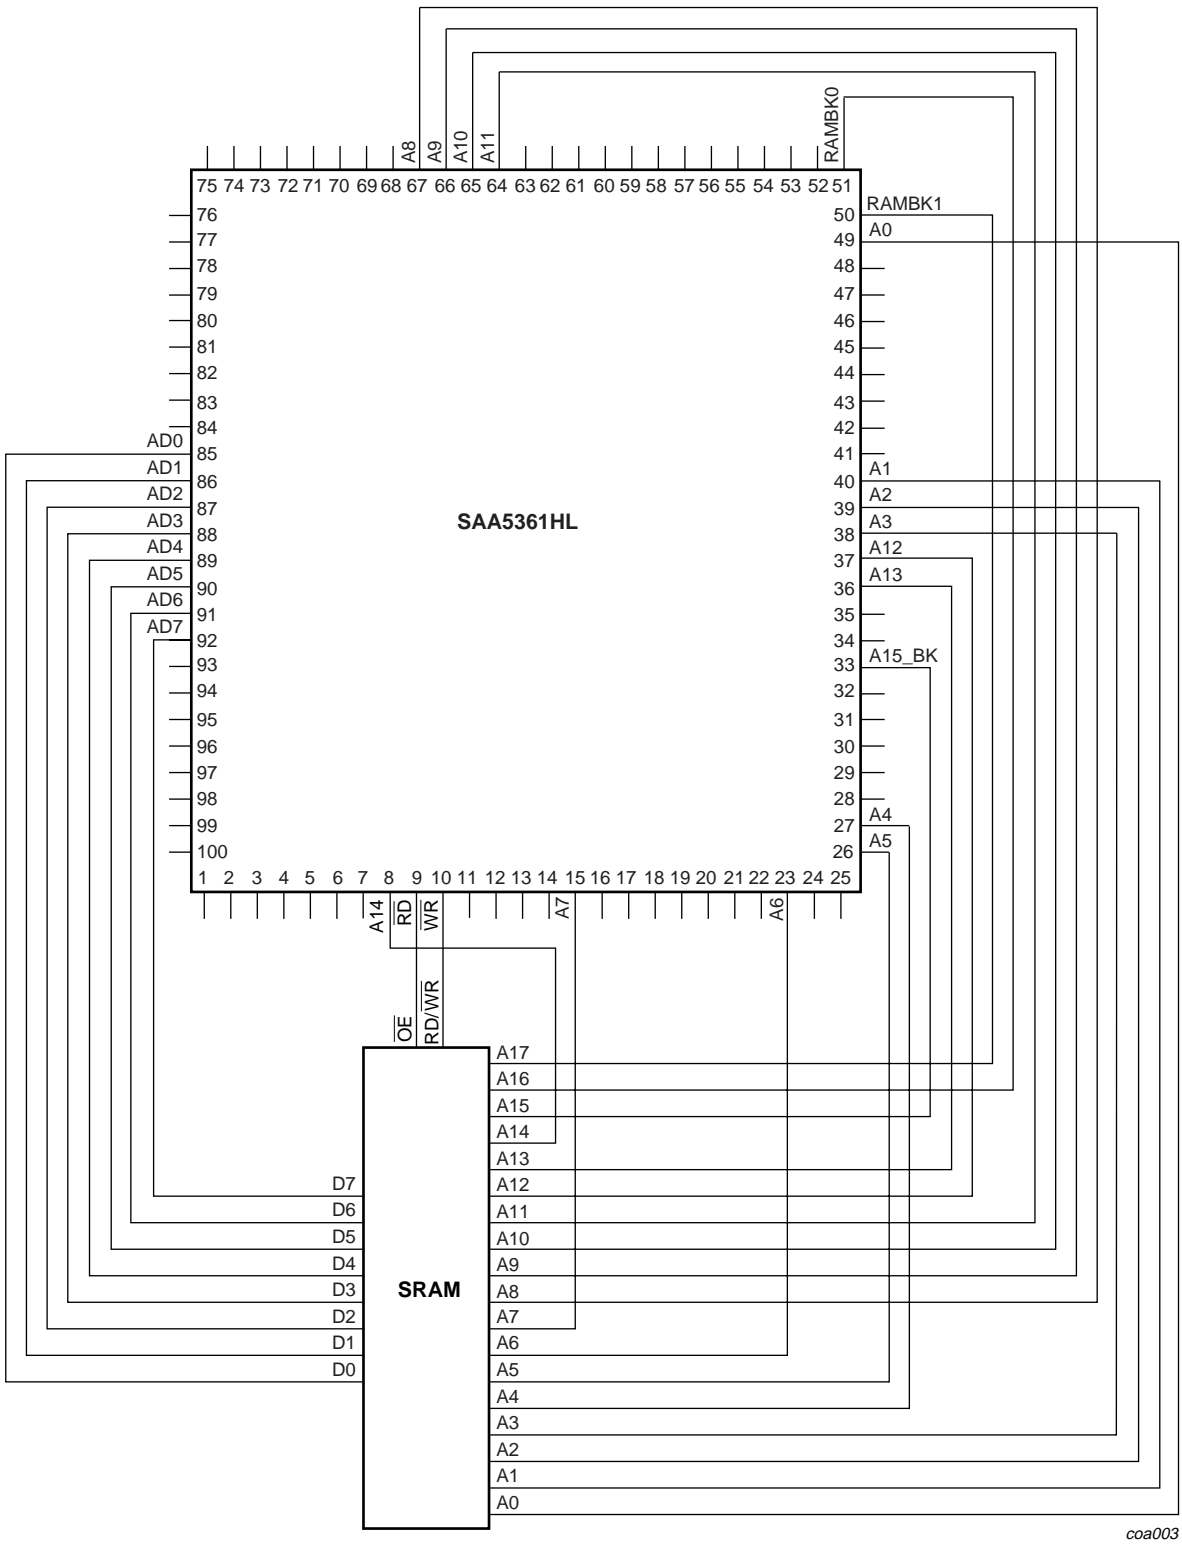 A8 A9 A10 A11 RAMBK0
75 74 73 72 71 70 69 68 67 66 65 64 63 62 61 60 59 58 57 56 55 54 53 52 51
76 50 RAMBK1
77 49 A0
78 48
79 47
80 46
81 45
82 44
83 43
84 42
AD0 85 41
AD1 86 40 A1
AD2 87 39 A2
AD3 88 38 A3
SAA5361HL
AD4 89 37 A12
AD5 90 36 A13
AD6 91 35
AD7 92 34
93 33 A15_BK
94 32
95 31
96 30
97 29
98 28
99 27 A4
100 26 A5
1 2 3 4 5 6 7 8 9 10 11 12 13 14 15 16 17 18 19 20 21 22 23 24 25
A14 R̅D̅ W̅R̅ A7 A6
O̅E̅ RD/W̅R̅
A17
A16
A15
A14
A13
D7 A12
D6 A11
D5 A10
D4 A9
D3 SRAM A8
D2 A7
D1 A6
D0 A5
A4
A3
A2
A1
A0
coa003